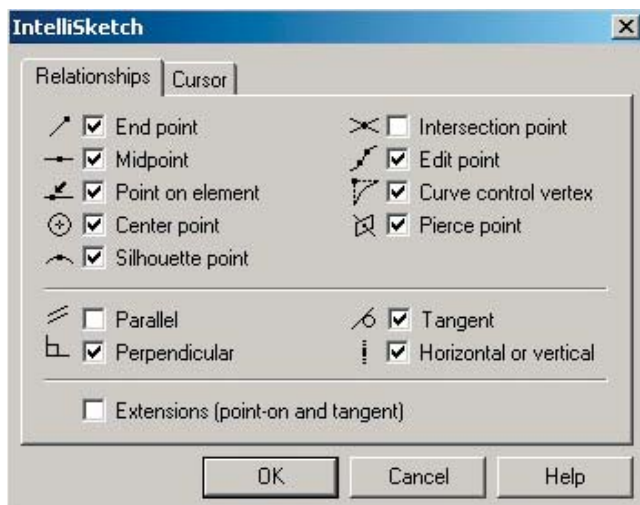 IntelliSketch
Relationships Cursor
End point
Midpoint
Point on element
Center point
Silhouette point
Intersection point
Edit point
Curve control vertex
Pierce point
Parallel
Perpendicular
Tangent
Horizontal or vertical
Extensions (point-on and tangent)
OK Cancel Help